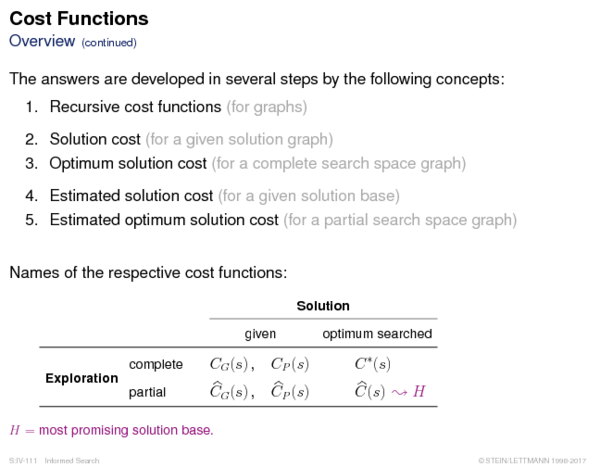 Cost Functions
Overview (continued)
The answers are developed in several steps by the following concepts:
1. Recursive cost functions (for graphs)
2. Solution cost (for a given solution graph)
3. Optimum solution cost (for a complete search space graph)
4. Estimated solution cost (for a given solution base)
5. Estimated optimum solution cost (for a partial search space graph)
Names of the respective cost functions:
Solution
given optimum searched
Exploration
complete C_G(s), C_P(s) C*(s)
partial Ĉ_G(s), Ĉ_P(s) Ĉ(s) ⇝ H
H = most promising solution base.
S:IV-111 Informed Search ©STEIN/LETTMANN 1998-2017